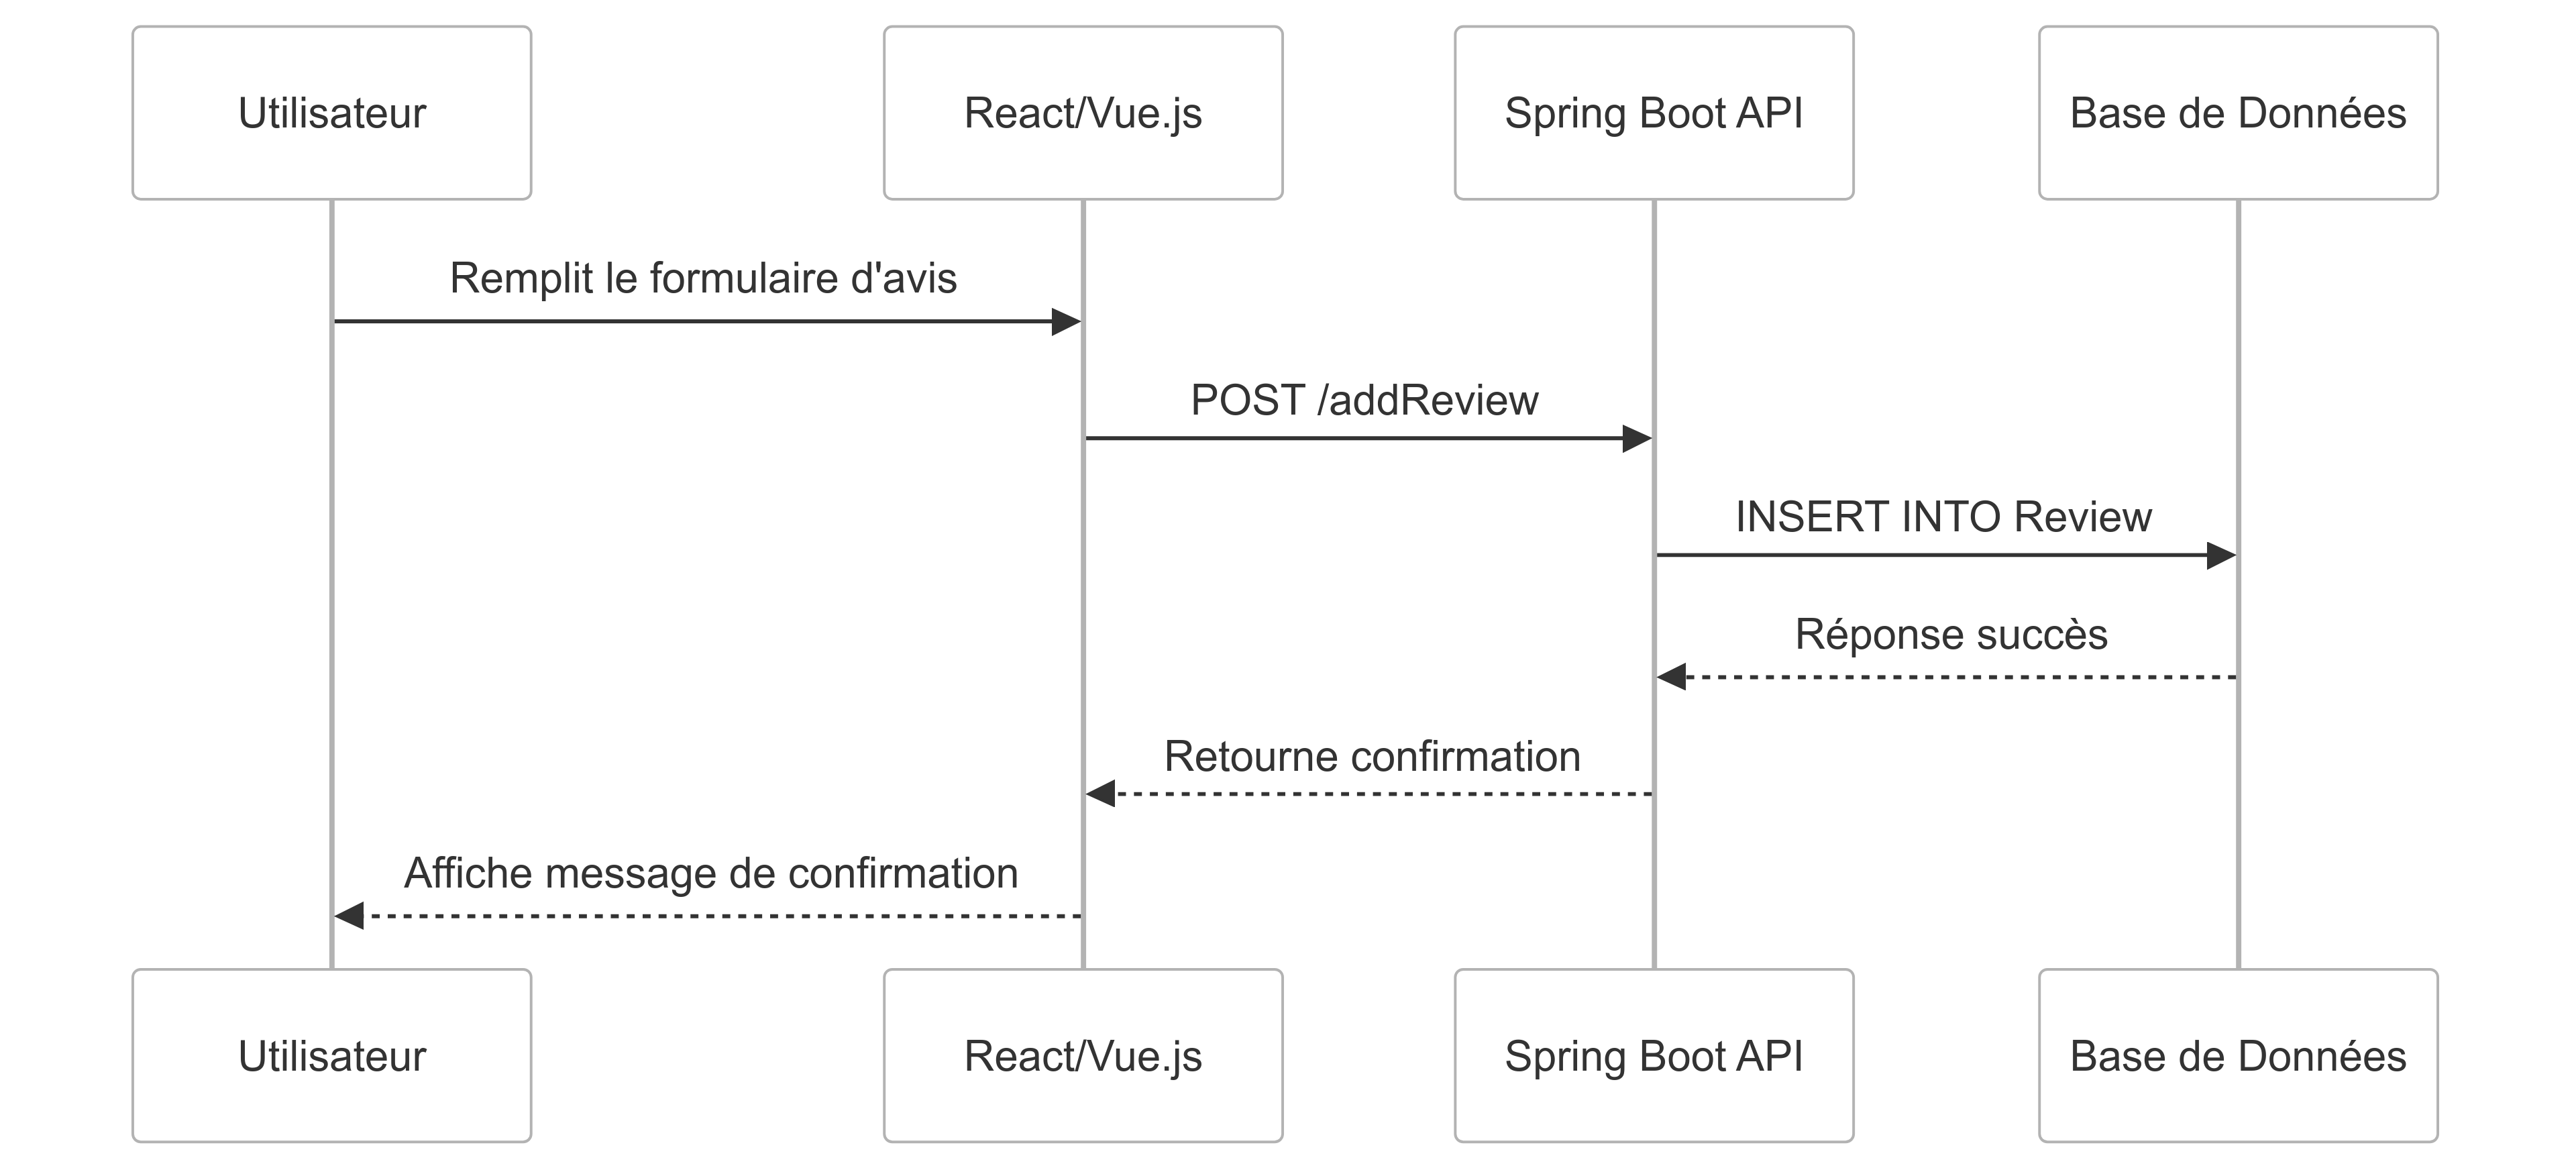 Utilisateur
React/Vue.js
Spring Boot API
Base de Données
Remplit le formulaire d'avis
POST /addReview
INSERT INTO Review
Réponse succès
Retourne confirmation
Affiche message de confirmation
Utilisateur
React/Vue.js
Spring Boot API
Base de Données